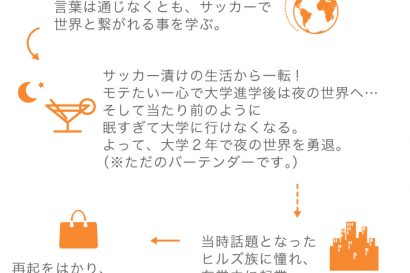 言葉は通じなくとも、サッカーで
世界と繋がれる事を学ぶ。
サッカー漬けの生活から一転！
モテたい一心で大学進学後は夜の世界へ…
そして当たり前のように
眠すぎて大学に行けなくなる。
よって、大学２年で夜の世界を勇退。
（※ただのバーテンダーです。）
当時話題となった
ヒルズ族に憧れ、
再起をはかり、